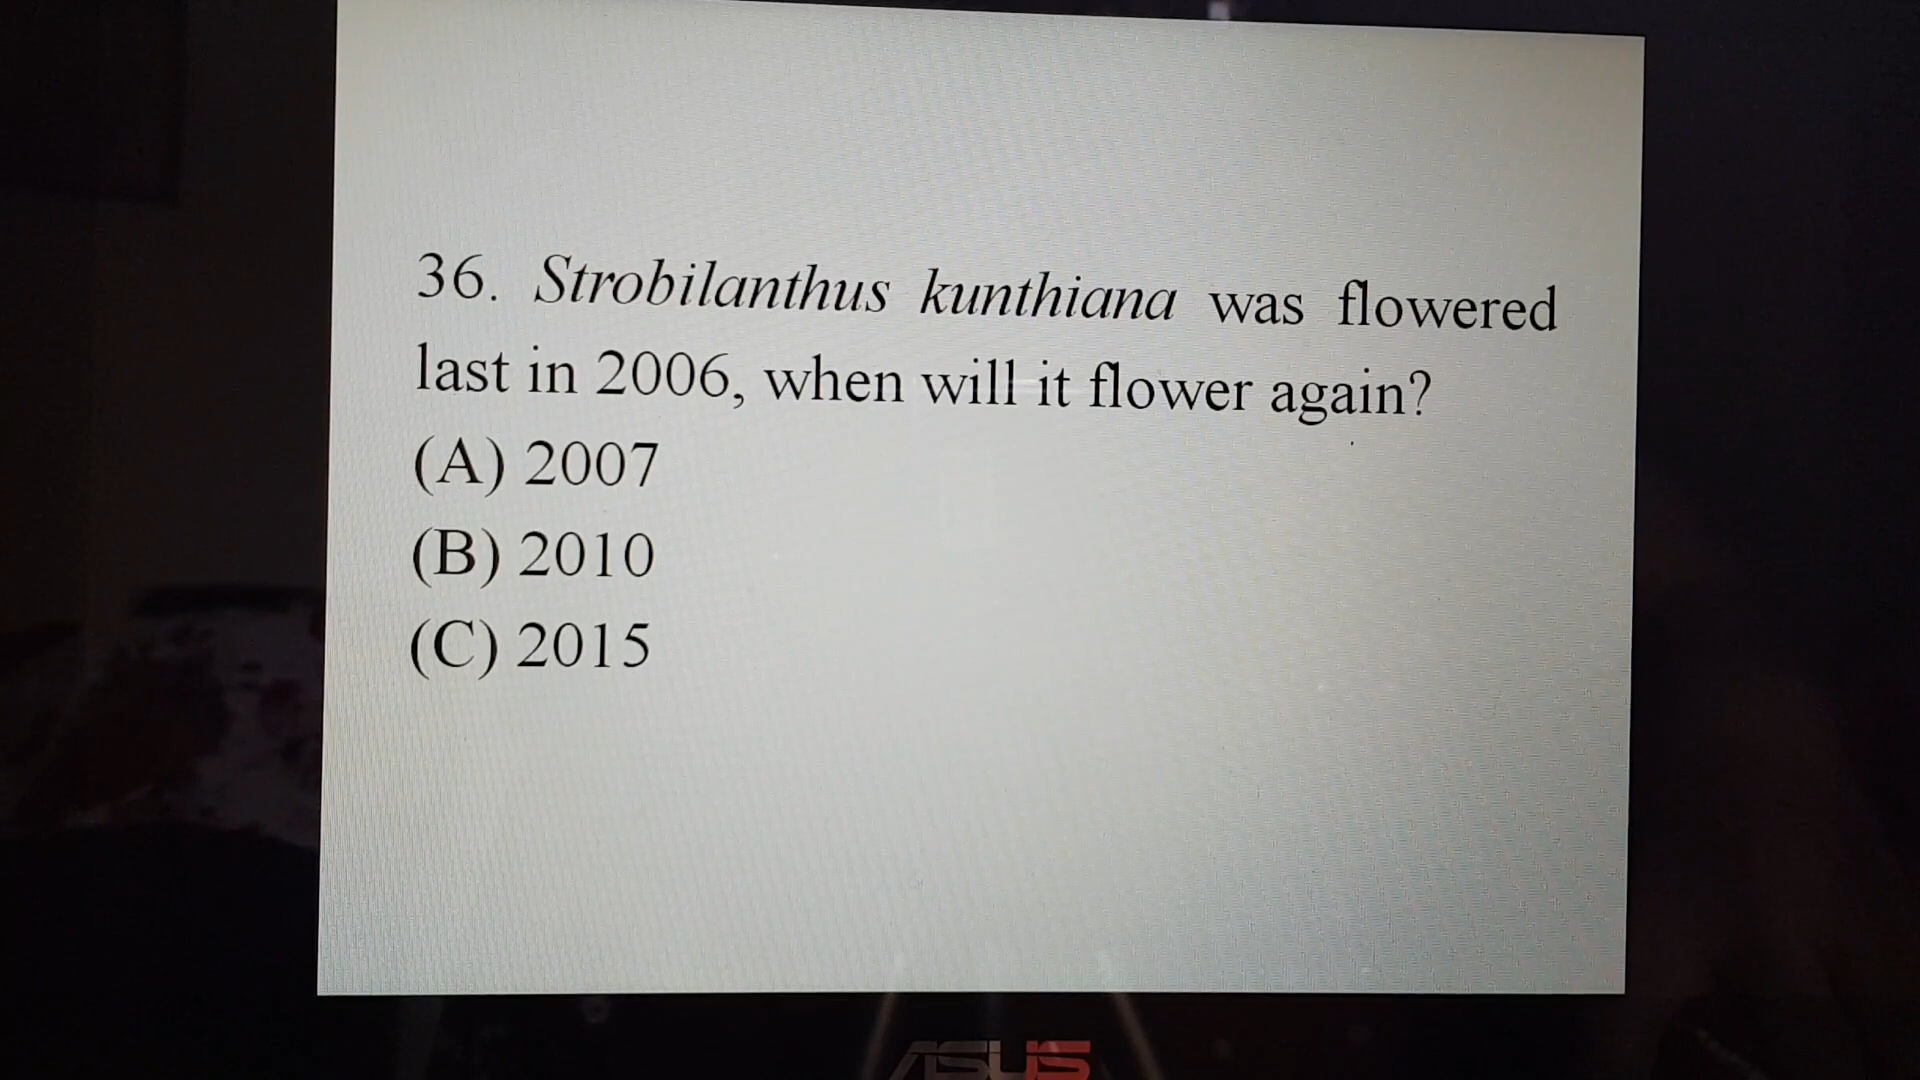 36. Strobilanthus kunthiana was flowered
last in 2006, when will it flower again?
(A) 2007
(B) 2010
(C) 2015
ASUS